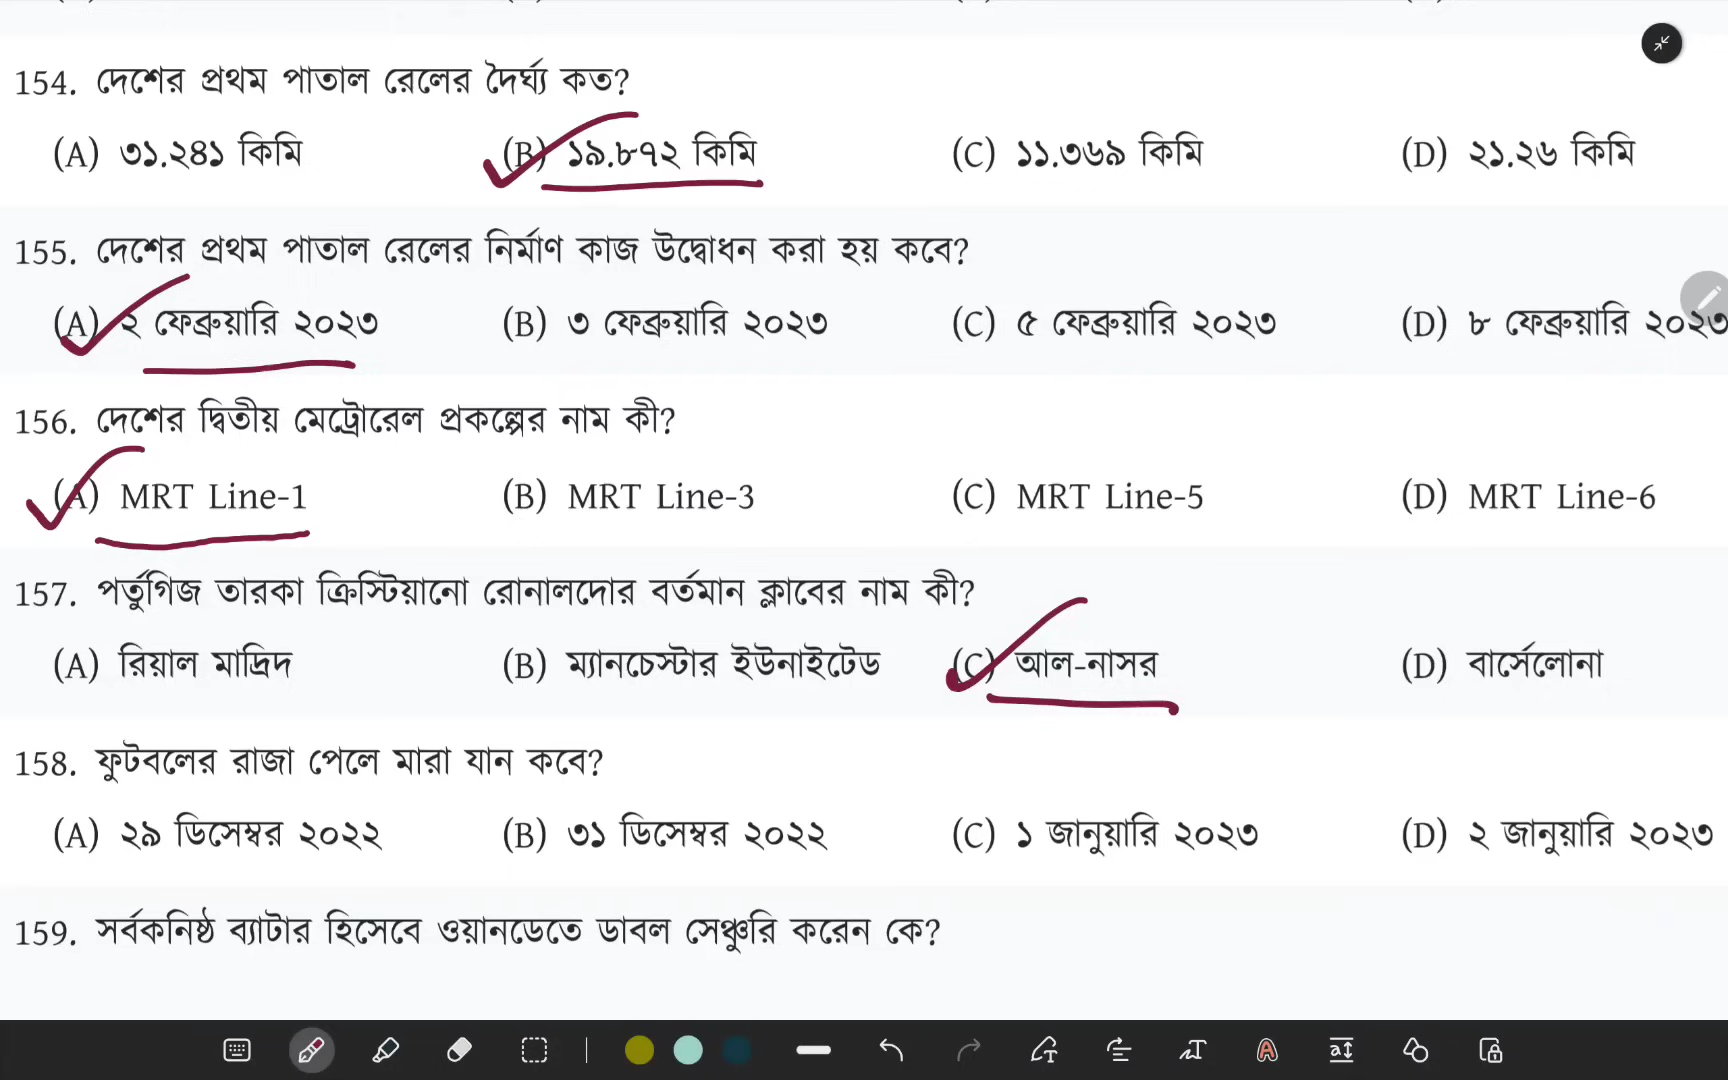 154. দেশের প্রথম পাতাল রেলের দৈর্ঘ্য কত?
(A) ৩১.২৪১ কিমি (B) ১৯.৮৭২ কিমি (C) ১১.৩৬৯ কিমি (D) ২১.২৬ কিমি
155. দেশের প্রথম পাতাল রেলের নির্মাণ কাজ উদ্বোধন করা হয় কবে?
(A) ২ ফেব্রুয়ারি ২০২৩ (B) ৩ ফেব্রুয়ারি ২০২৩ (C) ৫ ফেব্রুয়ারি ২০২৩ (D) ৮ ফেব্রুয়ারি ২০২৩
156. দেশের দ্বিতীয় মেট্রোরেল প্রকল্পের নাম কী?
(A) MRT Line-1 (B) MRT Line-3 (C) MRT Line-5 (D) MRT Line-6
157. পর্তুগিজ তারকা ক্রিস্টিয়ানো রোনালদোর বর্তমান ক্লাবের নাম কী?
(A) রিয়াল মাদ্রিদ (B) ম্যানচেস্টার ইউনাইটেড (C) আল-নাসর (D) বার্সেলোনা
158. ফুটবলের রাজা পেলে মারা যান কবে?
(A) ২৯ ডিসেম্বর ২০২২ (B) ৩১ ডিসেম্বর ২০২২ (C) ১ জানুয়ারি ২০২৩ (D) ২ জানুয়ারি ২০২৩
159. সর্বকনিষ্ঠ ব্যাটার হিসেবে ওয়ানডেতে ডাবল সেঞ্চুরি করেন কে?